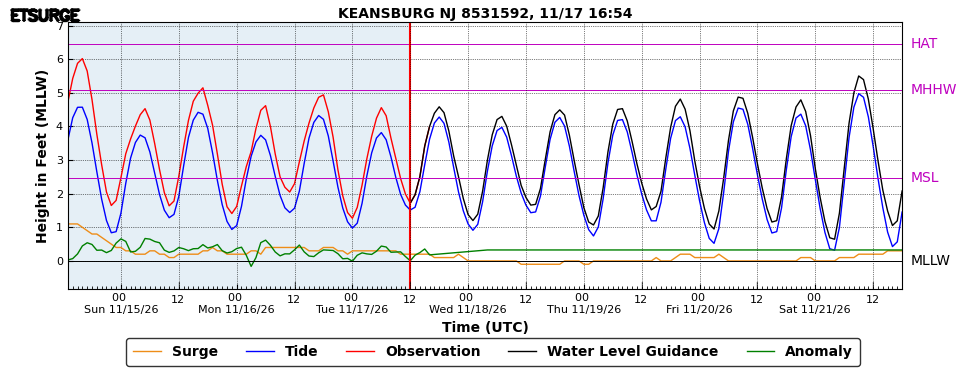 ETSURGE
KEANSBURG NJ 8531592, 11/17 16:54
Height in Feet (MLLW)
7
6
5
4
3
2
1
0
HAT
MHHW
MSL
MLLW
00 12 00 12 00 12 00 12 00 12 00 12 00 12
Sun 11/15/26 Mon 11/16/26 Tue 11/17/26 Wed 11/18/26 Thu 11/19/26 Fri 11/20/26 Sat 11/21/26
Time (UTC)
Surge Tide Observation Water Level Guidance Anomaly